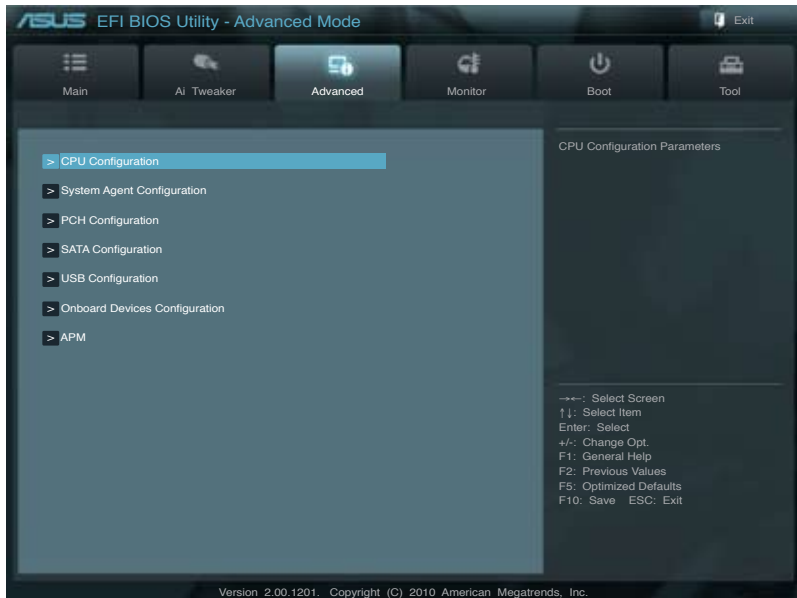 ASUS EFI BIOS Utility - Advanced Mode
Exit
Main
Ai Tweaker
Advanced
Monitor
Boot
Tool
> CPU Configuration
> System Agent Configuration
> PCH Configuration
> SATA Configuration
> USB Configuration
> Onboard Devices Configuration
> APM
CPU Configuration Parameters
→←: Select Screen
↑↓: Select Item
Enter: Select
+/-: Change Opt.
F1: General Help
F2: Previous Values
F5: Optimized Defaults
F10: Save ESC: Exit
Version 2.00.1201. Copyright (C) 2010 American Megatrends, Inc.